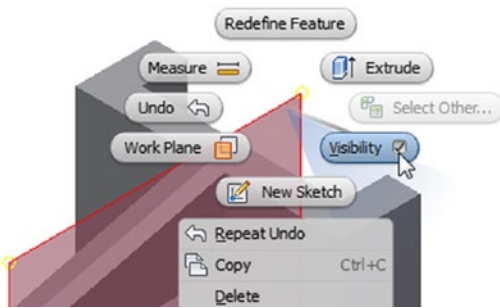 Redefine Feature
Measure
Extrude
Undo
Select Other...
Work Plane
Visibility
New Sketch
Repeat Undo
Copy Ctrl+C
Delete